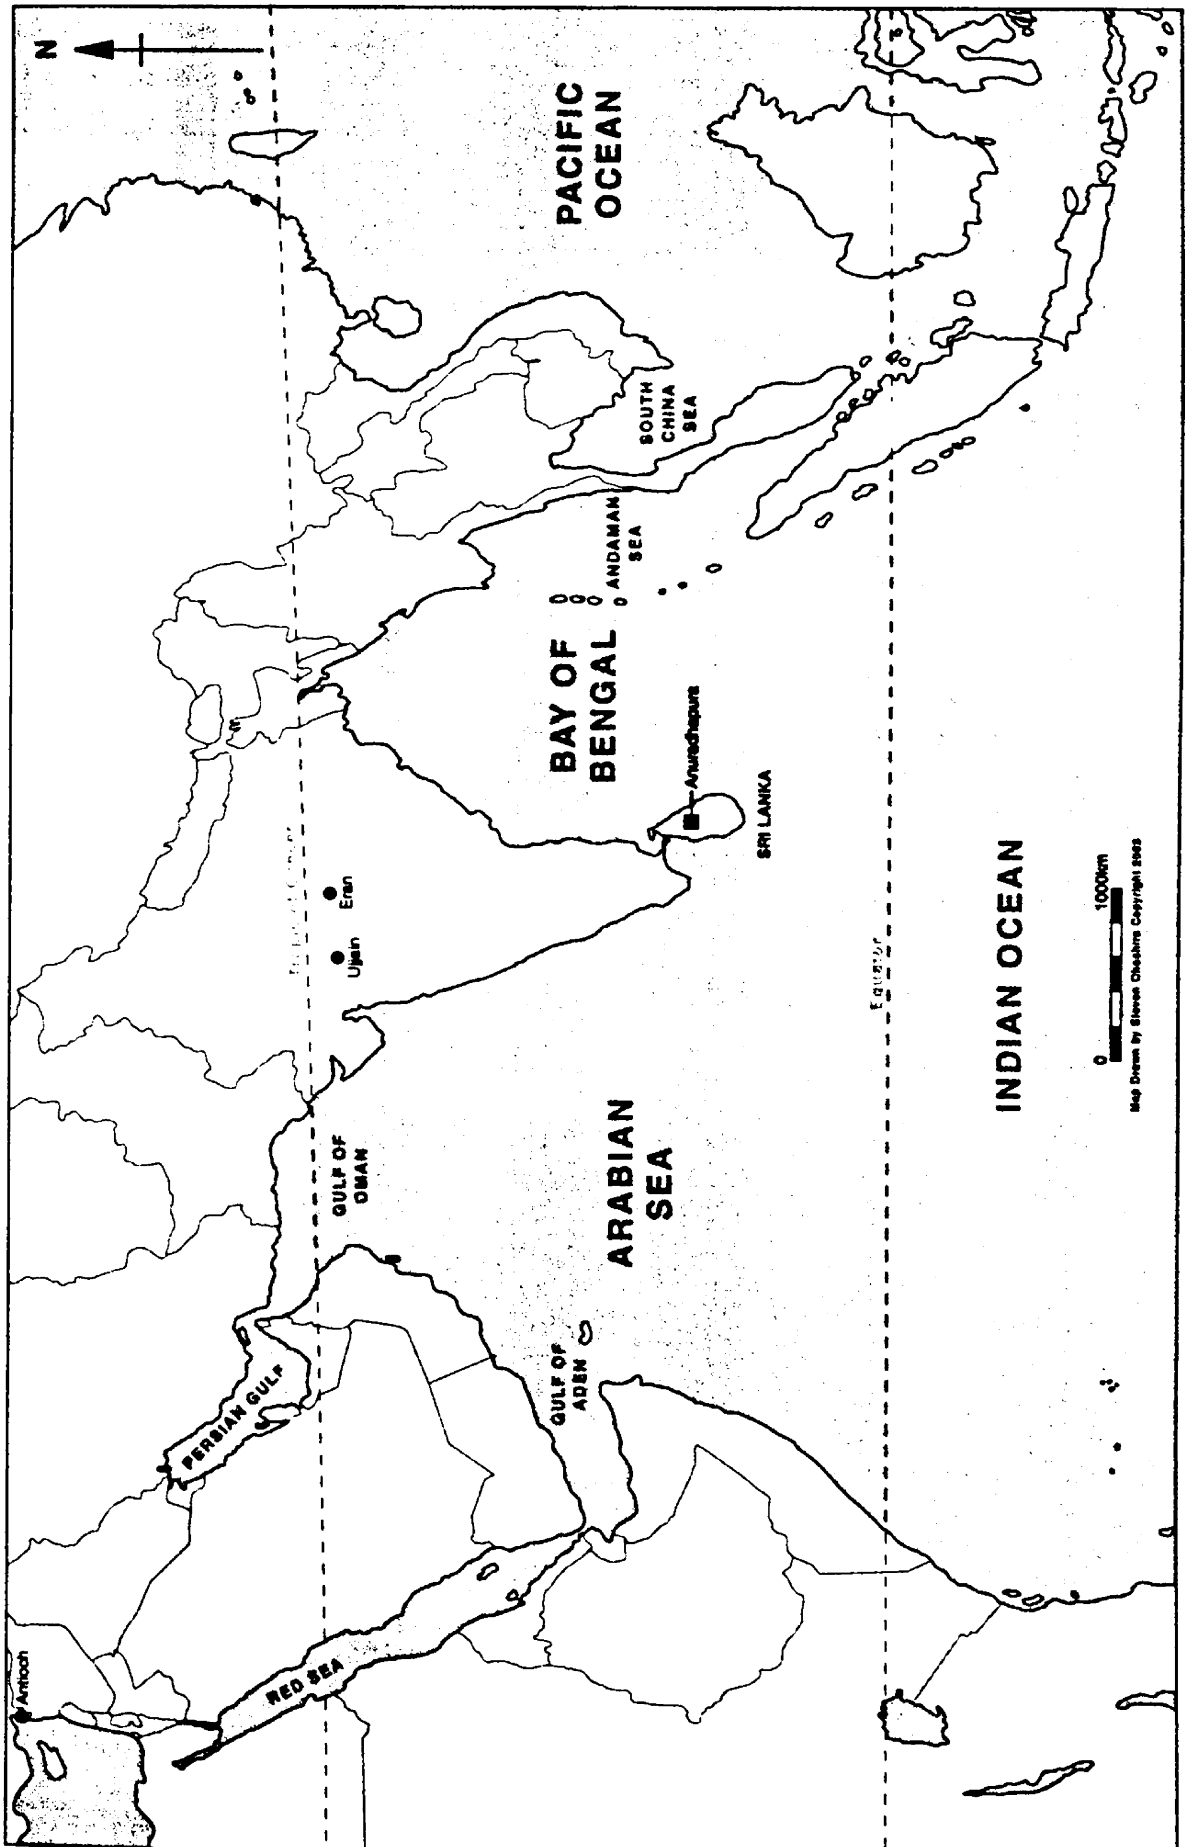 N
PACIFIC
OCEAN
SOUTH
CHINA
SEA
ANDAMAN
SEA
BAY OF
BENGAL
Anuradhapura
SRI LANKA
Eran
Ujjain
Equator
INDIAN OCEAN
0
1000km
Map Drawn by Steven Cheshire Copyright 2003
GULF OF
OMAN
ARABIAN
SEA
GULF OF
ADEN
PERSIAN GULF
RED SEA
Antioch